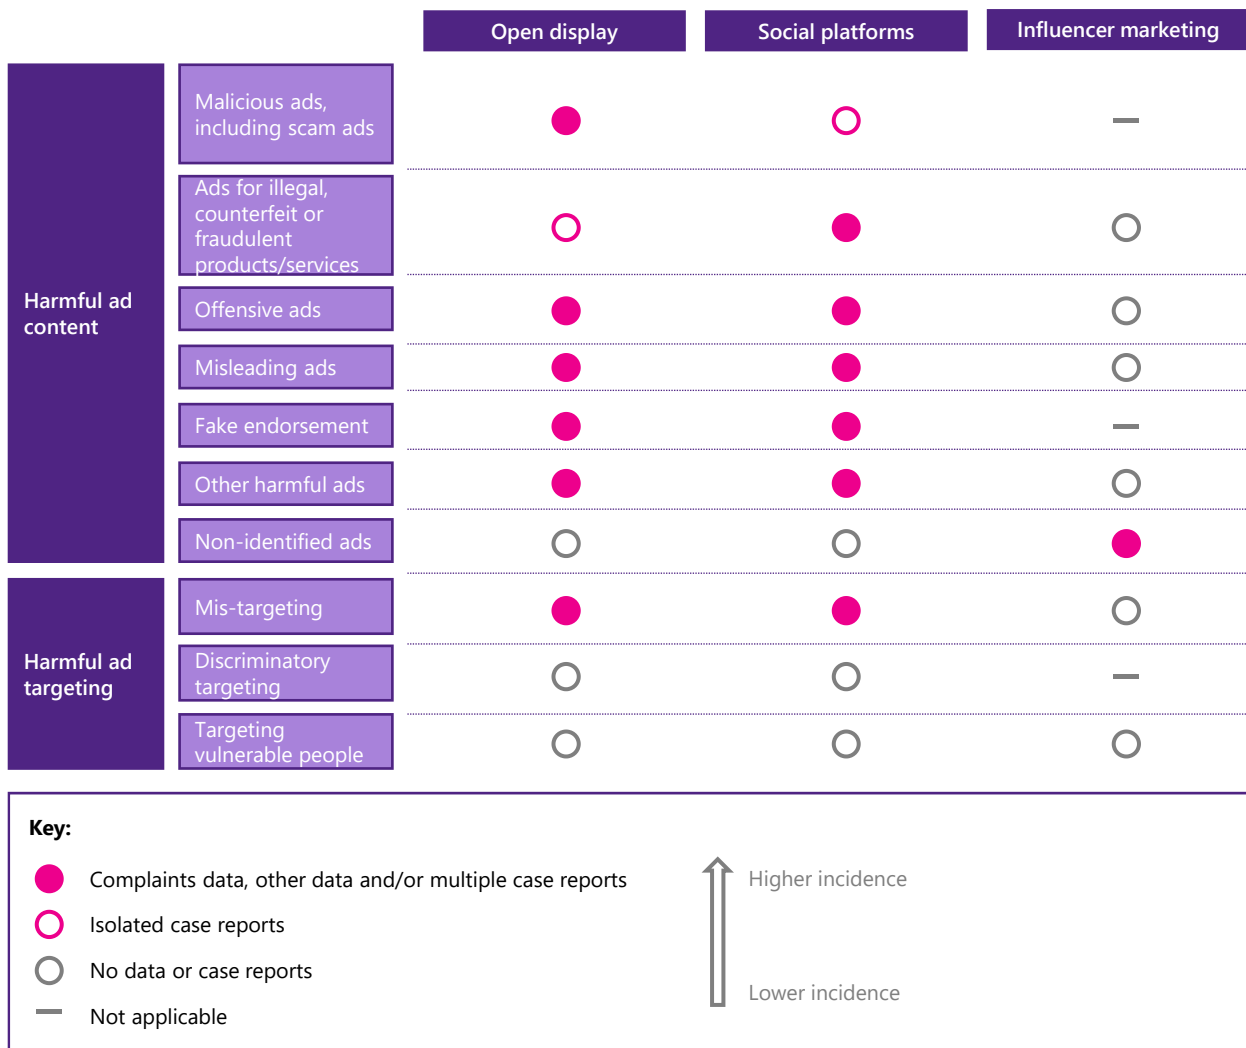 Open display
Social platforms
Influencer marketing
Harmful ad
content
Malicious ads,
including scam ads
Ads for illegal,
counterfeit or
fraudulent
products/services
Offensive ads
Misleading ads
Fake endorsement
Other harmful ads
Non-identified ads
Harmful ad
targeting
Mis-targeting
Discriminatory
targeting
Targeting
vulnerable people
Key:
Complaints data, other data and/or multiple case reports
Isolated case reports
No data or case reports
Not applicable
Higher incidence
Lower incidence